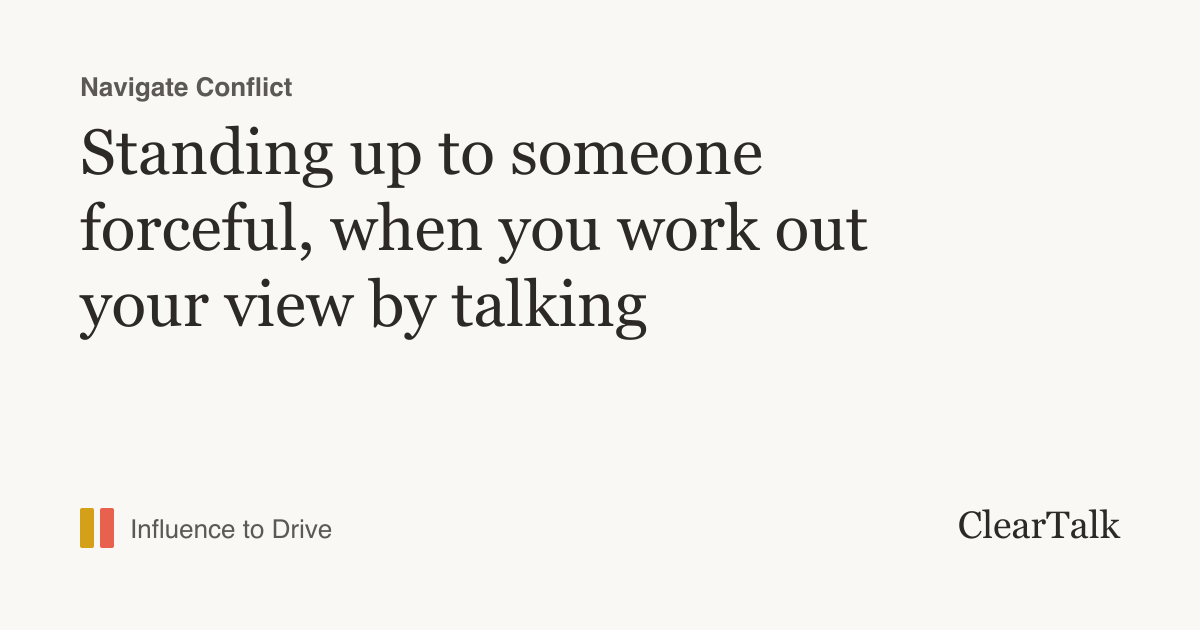 Navigate Conflict
Standing up to someone
forceful, when you work out
your view by talking
Influence to Drive
ClearTalk